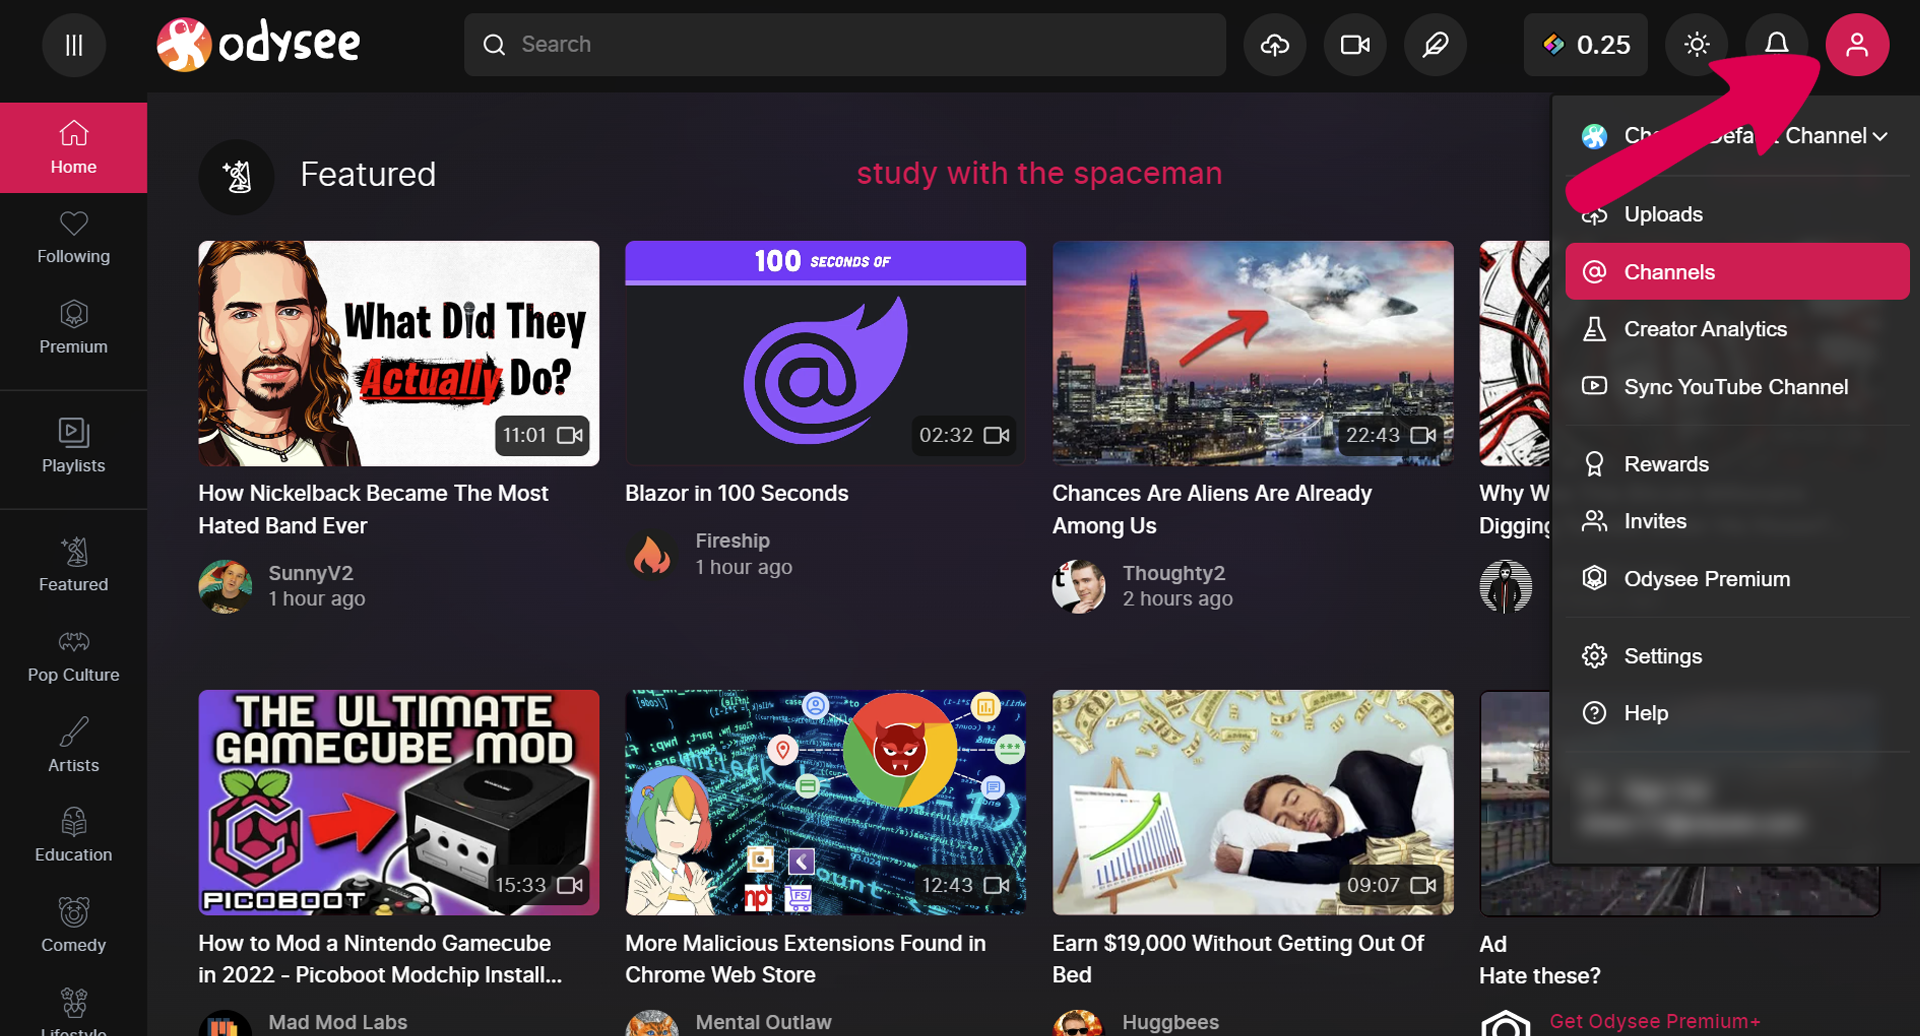 odysee
Search
0.25
Home
Following
Premium
Playlists
Featured
Pop Culture
Artists
Education
Comedy
Lifestyle
Featured
study with the spaceman
What Did They
Actually Do?
11:01
How Nickelback Became The Most
Hated Band Ever
SunnyV2
1 hour ago
100 SECONDS OF
02:32
Blazor in 100 Seconds
Fireship
1 hour ago
22:43
Chances Are Aliens Are Already
Among Us
Thoughty2
2 hours ago
Why W
Digging
THE ULTIMATE
GAMECUBE MOD
PICOBOOT
15:33
How to Mod a Nintendo Gamecube
in 2022 - Picoboot Modchip Install...
Mad Mod Labs
12:43
More Malicious Extensions Found in
Chrome Web Store
Mental Outlaw
09:07
Earn $19,000 Without Getting Out Of
Bed
Huggbees
Ad
Hate these?
Get Odysee Premium+
Channel
Uploads
Channels
Creator Analytics
Sync YouTube Channel
Rewards
Invites
Odysee Premium
Settings
Help